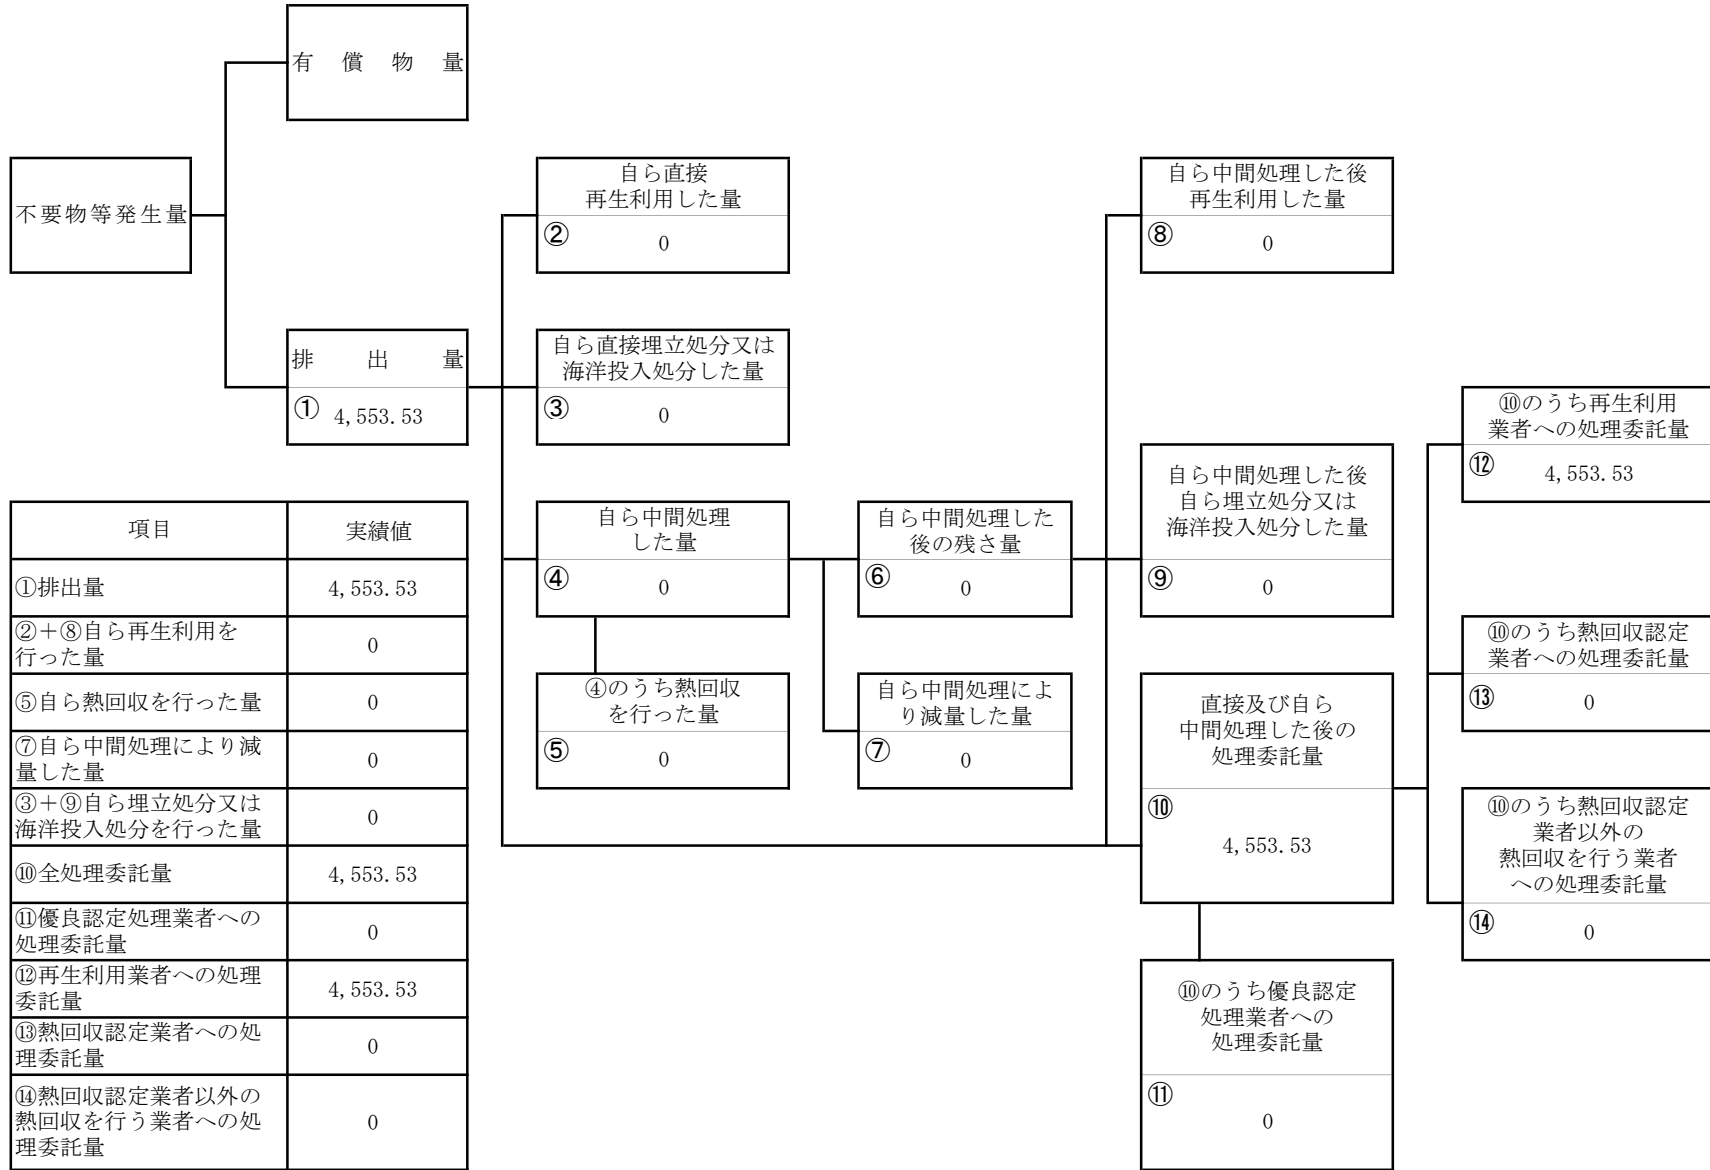 有償物量
不要物等発生量
排出量
① 4,553.53
自ら直接
再生利用した量
② 0
自ら直接埋立処分又は
海洋投入処分した量
③ 0
自ら中間処理
した量
④ 0
④のうち熱回収
を行った量
⑤ 0
自ら中間処理した
後の残さ量
⑥ 0
自ら中間処理によ
り減量した量
⑦ 0
自ら中間処理した後
再生利用した量
⑧ 0
自ら中間処理した後
自ら埋立処分又は
海洋投入処分した量
⑨ 0
直接及び自ら
中間処理した後の
処理委託量
⑩
4,553.53
⑩のうち優良認定
処理業者への
処理委託量
⑪
0
⑩のうち再生利用
業者への処理委託量
⑫ 4,553.53
⑩のうち熱回収認定
業者への処理委託量
⑬ 0
⑩のうち熱回収認定
業者以外の
熱回収を行う業者
への処理委託量
⑭ 0
項目 実績値
①排出量 4,553.53
②＋⑧自ら再生利用を
行った量 0
⑤自ら熱回収を行った量 0
⑦自ら中間処理により減
量した量 0
③＋⑨自ら埋立処分又は
海洋投入処分を行った量 0
⑩全処理委託量 4,553.53
⑪優良認定処理業者への
処理委託量 0
⑫再生利用業者への処理
委託量 4,553.53
⑬熱回収認定業者への処
理委託量 0
⑭熱回収認定業者以外の
熱回収を行う業者への処
理委託量 0